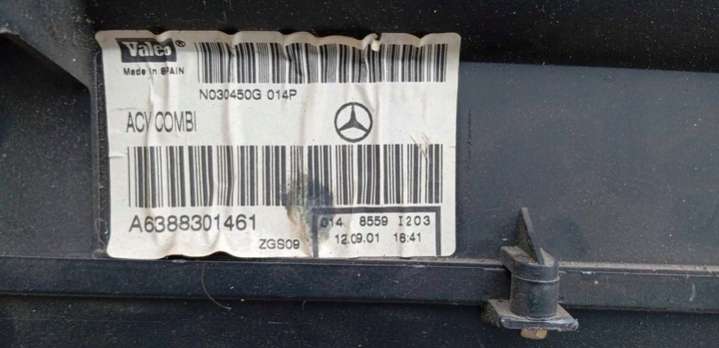 Valeo®
Made in SPAIN
N030450G 014P
ACV COMBI
A6388301461
ZGS09
014 8559 I203
12.09.01 16:41